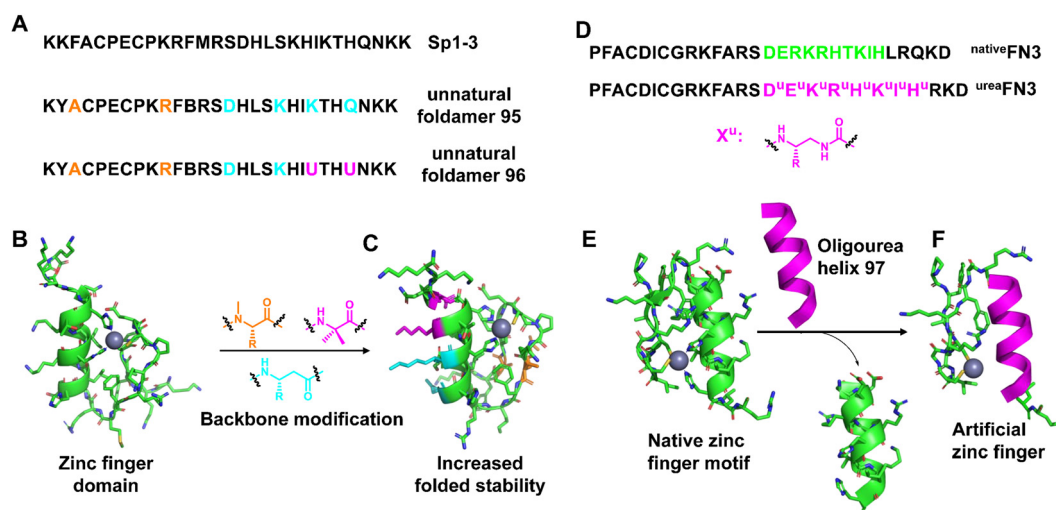 A
KKFACPECPKRFMRSDHLSKHIKTHQNKK Sp1-3
KYACPECPKRFBRSDHLSKHIKTHQNKK unnatural foldamer 95
KYACPECPKRFBRSDHLSKHIUTHUNKK unnatural foldamer 96
B
C
N
O
R
H
N
O
H
N
R
O
Backbone modification
Zinc finger
domain
Increased
folded stability
D
PFACDICGRKFARSDERKRHTKIHLRQKD nativeFN3
PFACDICGRKFARSDᵘEᵘKᵘRᵘHᵘKᵘIᵘHᵘRKD ureaFN3
Xᵘ:
H
N
R
N
H
O
E
Oligourea
helix 97
F
Native zinc
finger motif
Artificial
zinc finger